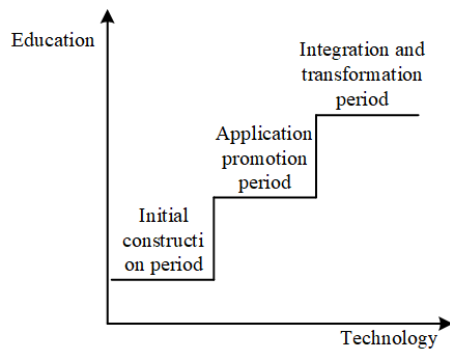 Education
Integration and
transformation
period
Application
promotion
period
Initial
constructi
on period
Technology